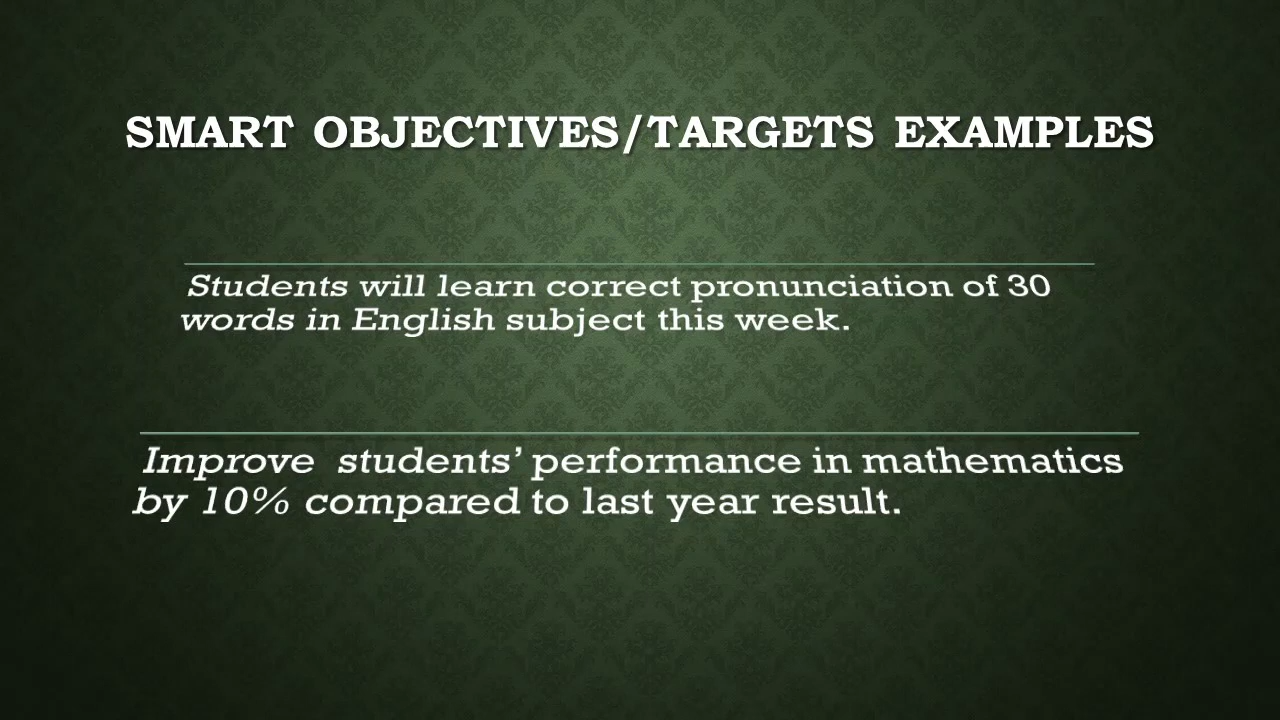 SMART OBJECTIVES/TARGETS EXAMPLES
Students will learn correct pronunciation of 30
words in English subject this week.
Improve students’ performance in mathematics
by 10% compared to last year result.